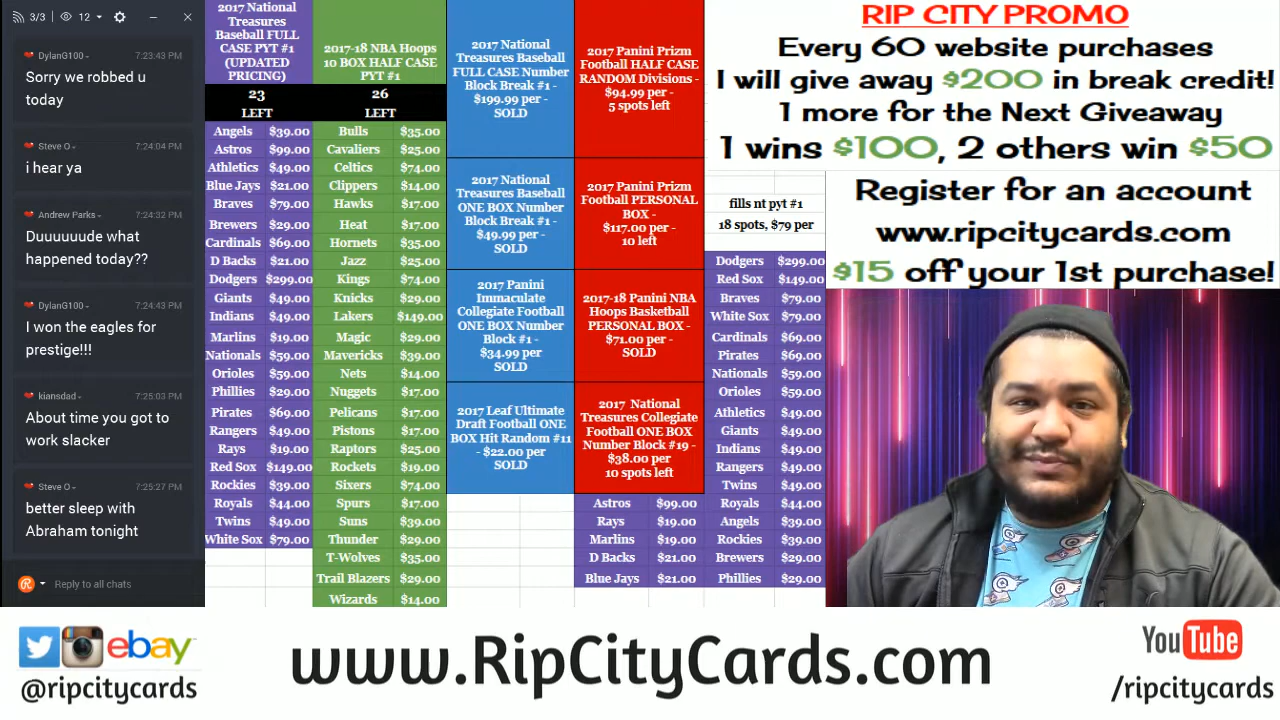 3/3 12
DylanG100 7:23:43 PM
Sorry we robbed u
today
Steve O 7:24:04 PM
i hear ya
Andrew Parks 7:24:32 PM
Duuuuuude what
happened today??
DylanG100 7:24:43 PM
I won the eagles for
prestige!!!
kiansdad 7:25:03 PM
About time you got to
work slacker
Steve O 7:25:27 PM
better sleep with
Abraham tonight
Reply to all chats
2017 National
Treasures
Baseball FULL
CASE PYT #1
(UPDATED
PRICING)
23
LEFT
Angels $39.00
Astros $99.00
Athletics $49.00
Blue Jays $21.00
Braves $79.00
Brewers $29.00
Cardinals $69.00
D Backs $21.00
Dodgers $299.00
Giants $49.00
Indians $49.00
Marlins $19.00
Nationals $59.00
Orioles $59.00
Phillies $29.00
Pirates $69.00
Rangers $49.00
Rays $19.00
Red Sox $149.00
Rockies $39.00
Royals $44.00
Twins $49.00
White Sox $79.00
2017-18 NBA Hoops
10 BOX HALF CASE
PYT #1
26
LEFT
Bulls $35.00
Cavaliers $25.00
Celtics $74.00
Clippers $14.00
Hawks $17.00
Heat $17.00
Hornets $35.00
Jazz $25.00
Kings $74.00
Knicks $29.00
Lakers $149.00
Magic $29.00
Mavericks $39.00
Nets $14.00
Nuggets $17.00
Pelicans $17.00
Pistons $17.00
Raptors $25.00
Rockets $19.00
Sixers $74.00
Spurs $17.00
Suns $39.00
Thunder $29.00
T-Wolves $35.00
Trail Blazers $29.00
Wizards $14.00
2017 National
Treasures Baseball
FULL CASE Number
Block Break #1 -
$199.99 per -
SOLD
2017 National
Treasures Baseball
ONE BOX Number
Block Break #1 -
$49.99 per -
SOLD
2017 Panini
Immaculate
Collegiate Football
ONE BOX Number
Block #1 -
$34.99 per
SOLD
2017 Leaf Ultimate
Draft Football ONE
BOX Hit Random #11
- $22.00 per
SOLD
2017 Panini Prizm
Football HALF CASE
RANDOM Divisions -
$94.99 per -
5 spots left
2017 Panini Prizm
Football PERSONAL
BOX -
$117.00 per -
10 left
2017-18 Panini NBA
Hoops Basketball
PERSONAL BOX -
$71.00 per -
SOLD
2017 National
Treasures Collegiate
Football ONE BOX
Number Block #19 -
$38.00 per
10 spots left
Astros $99.00
Rays $19.00
Marlins $19.00
D Backs $21.00
Blue Jays $21.00
fills nt pyt #1
18 spots, $79 per
Dodgers $299.00
Red Sox $149.00
Braves $79.00
White Sox $79.00
Cardinals $69.00
Pirates $69.00
Nationals $59.00
Orioles $59.00
Athletics $49.00
Giants $49.00
Indians $49.00
Rangers $49.00
Twins $49.00
Royals $44.00
Angels $39.00
Rockies $39.00
Brewers $29.00
Phillies $29.00
RIP CITY PROMO
Every 60 website purchases
I will give away $200 in break credit!
1 more for the Next Giveaway
1 wins $100, 2 others win $50
Register for an account
www.ripcitycards.com
$15 off your 1st purchase!
ebay
@ripcitycards
www.RipCityCards.com
YouTube
/ripcitycards